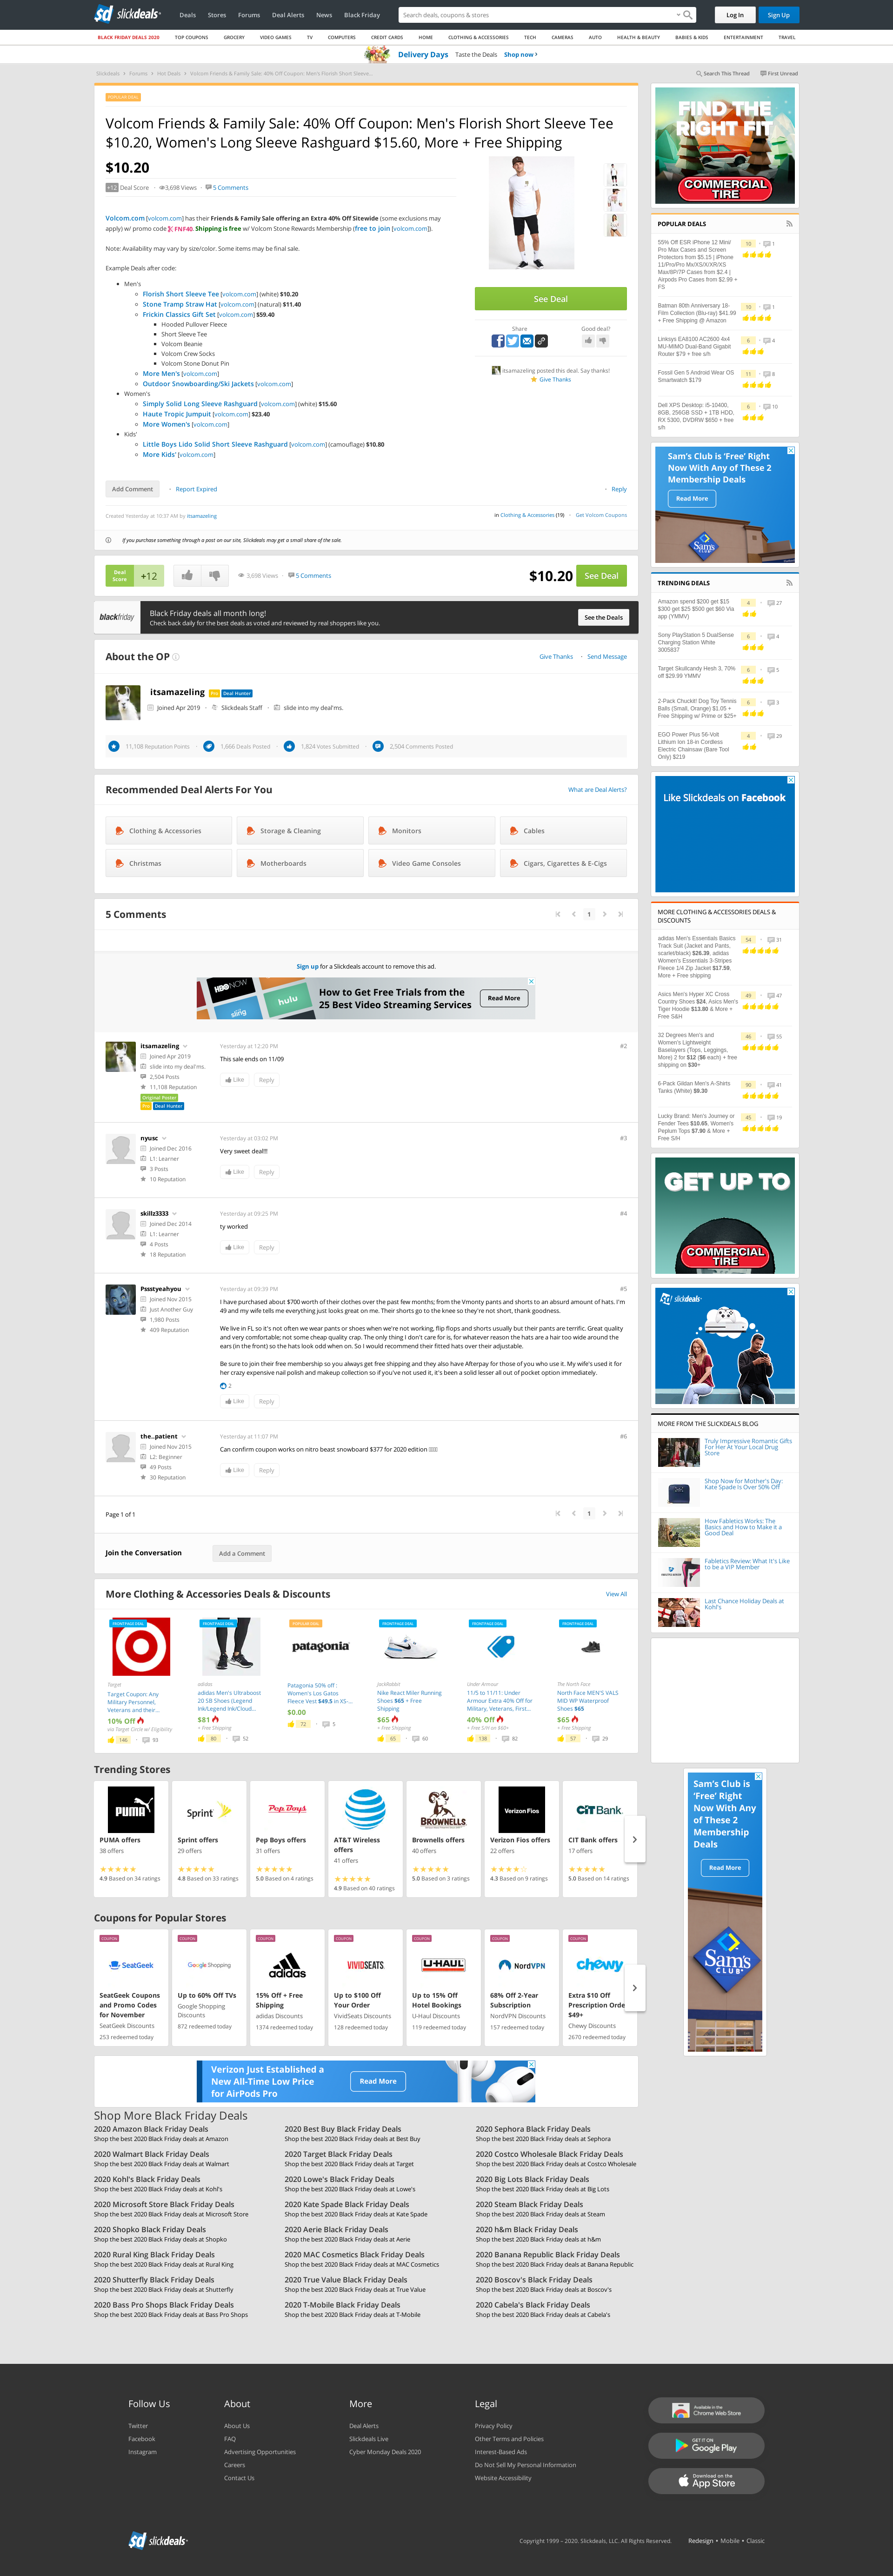 slickdeals
Deals
Stores
Forums
Deal Alerts
News
Black Friday
Search deals, coupons & stores
Log In
Sign Up
BLACK FRIDAY DEALS 2020
TOP COUPONS
GROCERY
VIDEO GAMES
TV
COMPUTERS
CREDIT CARDS
HOME
CLOTHING & ACCESSORIES
TECH
CAMERAS
AUTO
HEALTH & BEAUTY
BABIES & KIDS
ENTERTAINMENT
TRAVEL
Delivery Days Taste the Deals Shop now ›
Slickdeals › Forums › Hot Deals › Volcom Friends & Family Sale: 40% Off Coupon: Men's Florish Short Sleeve...
Search This Thread
First Unread
POPULAR DEAL
Volcom Friends & Family Sale: 40% Off Coupon: Men's Florish Short Sleeve Tee
$10.20, Women's Long Sleeve Rashguard $15.60, More + Free Shipping
$10.20
+12 Deal Score
3,698 Views
5 Comments
Volcom.com [volcom.com] has their Friends & Family Sale offering an Extra 40% Off Sitewide (some exclusions may
apply) w/ promo code FNF40. Shipping is free w/ Volcom Stone Rewards Membership (free to join [volcom.com]).
Note: Availability may vary by size/color. Some items may be final sale.
Example Deals after code:
Men's
Florish Short Sleeve Tee [volcom.com] (white) $10.20
Stone Tramp Straw Hat [volcom.com] (natural) $11.40
Frickin Classics Gift Set [volcom.com] $59.40
Hooded Pullover Fleece
Short Sleeve Tee
Volcom Beanie
Volcom Crew Socks
Volcom Stone Donut Pin
More Men's [volcom.com]
Outdoor Snowboarding/Ski Jackets [volcom.com]
Women's
Simply Solid Long Sleeve Rashguard [volcom.com] (white) $15.60
Haute Tropic Jumpuit [volcom.com] $23.40
More Women's [volcom.com]
Kids'
Little Boys Lido Solid Short Sleeve Rashguard [volcom.com] (camouflage) $10.80
More Kids' [volcom.com]
See Deal
Share
Good deal?
itsamazeling posted this deal. Say thanks!
Give Thanks
Add Comment
Report Expired
Reply
Created Yesterday at 10:37 AM by itsamazeling
in Clothing & Accessories (19)
Get Volcom Coupons
If you purchase something through a post on our site, Slickdeals may get a small share of the sale.
Deal Score +12
3,698 Views
5 Comments
$10.20 See Deal
blackfriday
Black Friday deals all month long!
Check back daily for the best deals as voted and reviewed by real shoppers like you.
See the Deals
About the OP
Give Thanks
Send Message
itsamazeling Pro Deal Hunter
Joined Apr 2019
Slickdeals Staff
slide into my deal'ms.
11,108 Reputation Points
1,666 Deals Posted
1,824 Votes Submitted
2,504 Comments Posted
Recommended Deal Alerts For You
What are Deal Alerts?
Clothing & Accessories
Storage & Cleaning
Monitors
Cables
Christmas
Motherboards
Video Game Consoles
Cigars, Cigarettes & E-Cigs
5 Comments
1
Sign up for a Slickdeals account to remove this ad.
HBO NOW
sling
hulu
How to Get Free Trials from the
25 Best Video Streaming Services
Read More
itsamazeling
Joined Apr 2019
slide into my deal'ms.
2,504 Posts
11,108 Reputation
Original Poster
Pro Deal Hunter
Yesterday at 12:20 PM
#2
This sale ends on 11/09
Like
Reply
nyusc
Joined Dec 2016
L1: Learner
3 Posts
10 Reputation
Yesterday at 03:02 PM
#3
Very sweet deal!!!
Like
Reply
skillz3333
Joined Dec 2014
L1: Learner
4 Posts
18 Reputation
Yesterday at 09:25 PM
#4
ty worked
Like
Reply
Pssstyeahyou
Joined Nov 2015
Just Another Guy
1,980 Posts
409 Reputation
Yesterday at 09:39 PM
#5
I have purchased about $700 worth of their clothes over the past few months; from the Vmonty pants and shorts to an absurd amount of hats. I'm
49 and my wife tells me everything just looks great on me. Their shorts go to the knee so they're not short, thank goodness.
We live in FL so it's not often we wear pants or shoes when we're not working, flip flops and shorts usually but their pants are terrific. Great quality
and very comfortable; not some cheap crap. The only thing I don't care for is, for whatever reason the hats are a hair too wide around the
ears (in the front) so the hats look odd when on. So I would recommend their fitted hats over their adjustable.
Be sure to join their free membership so you always get free shipping and they also have Afterpay for those of you who use it. My wife's used it for
her crazy expensive nail polish and makeup collection so if you've not used it, it's been a solid lesser all out of pocket option immediately.
2
Like
Reply
the..patient
Joined Nov 2015
L2: Beginner
49 Posts
30 Reputation
Yesterday at 11:07 PM
#6
Can confirm coupon works on nitro beast snowboard $377 for 2020 edition
Like
Reply
Page 1 of 1
1
Join the Conversation
Add a Comment
More Clothing & Accessories Deals & Discounts
View All
FRONTPAGE DEAL
Target
Target Coupon: Any
Military Personnel,
Veterans and their...
10% Off
via Target Circle w/ Eligibility
146
93
FRONTPAGE DEAL
adidas
adidas Men's Ultraboost
20 SB Shoes (Legend
Ink/Legend Ink/Cloud...
$81
+ Free Shipping
80
52
POPULAR DEAL
patagonia
Patagonia 50% off :
Women's Los Gatos
Fleece Vest $49.5 in XS-...
$0.00
72
5
FRONTPAGE DEAL
JackRabbit
Nike React Miler Running
Shoes $65 + Free
Shipping
$65
+ Free Shipping
65
60
FRONTPAGE DEAL
Under Armour
11/5 to 11/11: Under
Armour Extra 40% Off for
Military, Veterans, First...
40% Off
+ Free S/H on $60+
138
82
FRONTPAGE DEAL
The North Face
North Face MEN'S VALS
MID WP Waterproof
Shoes $65
$65
+ Free Shipping
57
29
Trending Stores
PUMA
PUMA offers
38 offers
4.9 Based on 34 ratings
Sprint
Sprint offers
29 offers
4.8 Based on 33 ratings
Pep Boys
Pep Boys offers
31 offers
5.0 Based on 4 ratings
AT&T Wireless
offers
41 offers
4.9 Based on 40 ratings
BROWNELLS
Brownells offers
40 offers
5.0 Based on 3 ratings
Verizon Fios
Verizon Fios offers
22 offers
4.3 Based on 9 ratings
CIT Bank
CIT Bank offers
17 offers
5.0 Based on 14 ratings
Coupons for Popular Stores
COUPON
SeatGeek
SeatGeek Coupons
and Promo Codes
for November
SeatGeek Discounts
253 redeemed today
COUPON
Google Shopping
Up to 60% Off TVs
Google Shopping
Discounts
872 redeemed today
COUPON
adidas
15% Off + Free
Shipping
adidas Discounts
1374 redeemed today
COUPON
VIVIDSEATS
Up to $100 Off
Your Order
VividSeats Discounts
128 redeemed today
COUPON
U-HAUL
Up to 15% Off
Hotel Bookings
U-Haul Discounts
119 redeemed today
COUPON
NordVPN
68% Off 2-Year
Subscription
NordVPN Discounts
157 redeemed today
COUPON
chewy
Extra $10 Off
Prescription Orde
$49+
Chewy Discounts
2670 redeemed today
Verizon Just Established a
New All-Time Low Price
for AirPods Pro
Read More
Shop More Black Friday Deals
2020 Amazon Black Friday Deals
Shop the best 2020 Black Friday deals at Amazon
2020 Best Buy Black Friday Deals
Shop the best 2020 Black Friday deals at Best Buy
2020 Sephora Black Friday Deals
Shop the best 2020 Black Friday deals at Sephora
2020 Walmart Black Friday Deals
Shop the best 2020 Black Friday deals at Walmart
2020 Target Black Friday Deals
Shop the best 2020 Black Friday deals at Target
2020 Costco Wholesale Black Friday Deals
Shop the best 2020 Black Friday deals at Costco Wholesale
2020 Kohl's Black Friday Deals
Shop the best 2020 Black Friday deals at Kohl's
2020 Lowe's Black Friday Deals
Shop the best 2020 Black Friday deals at Lowe's
2020 Big Lots Black Friday Deals
Shop the best 2020 Black Friday deals at Big Lots
2020 Microsoft Store Black Friday Deals
Shop the best 2020 Black Friday deals at Microsoft Store
2020 Kate Spade Black Friday Deals
Shop the best 2020 Black Friday deals at Kate Spade
2020 Steam Black Friday Deals
Shop the best 2020 Black Friday deals at Steam
2020 Shopko Black Friday Deals
Shop the best 2020 Black Friday deals at Shopko
2020 Aerie Black Friday Deals
Shop the best 2020 Black Friday deals at Aerie
2020 h&m Black Friday Deals
Shop the best 2020 Black Friday deals at h&m
2020 Rural King Black Friday Deals
Shop the best 2020 Black Friday deals at Rural King
2020 MAC Cosmetics Black Friday Deals
Shop the best 2020 Black Friday deals at MAC Cosmetics
2020 Banana Republic Black Friday Deals
Shop the best 2020 Black Friday deals at Banana Republic
2020 Shutterfly Black Friday Deals
Shop the best 2020 Black Friday deals at Shutterfly
2020 True Value Black Friday Deals
Shop the best 2020 Black Friday deals at True Value
2020 Boscov's Black Friday Deals
Shop the best 2020 Black Friday deals at Boscov's
2020 Bass Pro Shops Black Friday Deals
Shop the best 2020 Black Friday deals at Bass Pro Shops
2020 T-Mobile Black Friday Deals
Shop the best 2020 Black Friday deals at T-Mobile
2020 Cabela's Black Friday Deals
Shop the best 2020 Black Friday deals at Cabela's
FIND THE
RIGHT FIT
COMMERCIAL
TIRE
POPULAR DEALS
55% Off ESR iPhone 12 Mini/
Pro Max Cases and Screen
Protectors from $5.15 | iPhone
11/Pro/Pro Mx/XS/X/XR/XS
Max/8P/7P Cases from $2.4 |
Airpods Pro Cases from $2.99 +
FS
10
1
Batman 80th Anniversary 18-
Film Collection (Blu-ray) $41.99
+ Free Shipping @ Amazon
10
1
Linksys EA8100 AC2600 4x4
MU-MIMO Dual-Band Gigabit
Router $79 + free s/h
6
4
Fossil Gen 5 Android Wear OS
Smartwatch $179
11
8
Dell XPS Desktop: i5-10400,
8GB, 256GB SSD + 1TB HDD,
RX 5300, DVDRW $650 + free
s/h
6
10
Sam's Club is 'Free' Right
Now With Any of These 2
Membership Deals
Read More
Sam's
CLUB
TRENDING DEALS
Amazon spend $200 get $15
$300 get $25 $500 get $60 Via
app (YMMV)
4
27
Sony PlayStation 5 DualSense
Charging Station White
3005837
6
4
Target Skullcandy Hesh 3, 70%
off $29.99 YMMV
6
5
2-Pack Chuckit! Dog Toy Tennis
Balls (Small, Orange) $1.05 +
Free Shipping w/ Prime or $25+
6
3
EGO Power Plus 56-Volt
Lithium Ion 18-in Cordless
Electric Chainsaw (Bare Tool
Only) $219
4
29
Like Slickdeals on Facebook
MORE CLOTHING & ACCESSORIES DEALS &
DISCOUNTS
adidas Men's Essentials Basics
Track Suit (Jacket and Pants,
scarlet/black) $26.39, adidas
Women's Essentials 3-Stripes
Fleece 1/4 Zip Jacket $17.59,
More + Free shipping
54
31
Asics Men's Hyper XC Cross
Country Shoes $24, Asics Men's
Tiger Hoodie $13.80 & More +
Free S&H
49
47
32 Degrees Men's and
Women's Lightweight
Baselayers (Tops, Leggings,
More) 2 for $12 ($6 each) + free
shipping on $30+
46
55
6-Pack Gildan Men's A-Shirts
Tanks (White) $9.30
90
41
Lucky Brand: Men's Journey or
Fender Tees $10.65, Women's
Peplum Tops $7.90 & More +
Free S/H
45
19
GET UP TO
COMMERCIAL
TIRE
slickdeals
MORE FROM THE SLICKDEALS BLOG
Truly Impressive Romantic Gifts
For Her At Your Local Drug
Store
Shop Now for Mother's Day:
Kate Spade Is Over 50% Off
How Fabletics Works: The
Basics and How to Make it a
Good Deal
Fabletics Review: What It's Like
to be a VIP Member
Last Chance Holiday Deals at
Kohl's
Sam's Club is
'Free' Right
Now With Any
of These 2
Membership
Deals
Read More
Sam's
CLUB
Follow Us
Twitter
Facebook
Instagram
About
About Us
FAQ
Advertising Opportunities
Careers
Contact Us
More
Deal Alerts
Slickdeals Live
Cyber Monday Deals 2020
Legal
Privacy Policy
Other Terms and Policies
Interest-Based Ads
Do Not Sell My Personal Information
Website Accessibility
Available in the
Chrome Web Store
GET IT ON
Google Play
Download on the
App Store
slickdeals
Copyright 1999 - 2020. Slickdeals, LLC. All Rights Reserved.
Redesign • Mobile • Classic